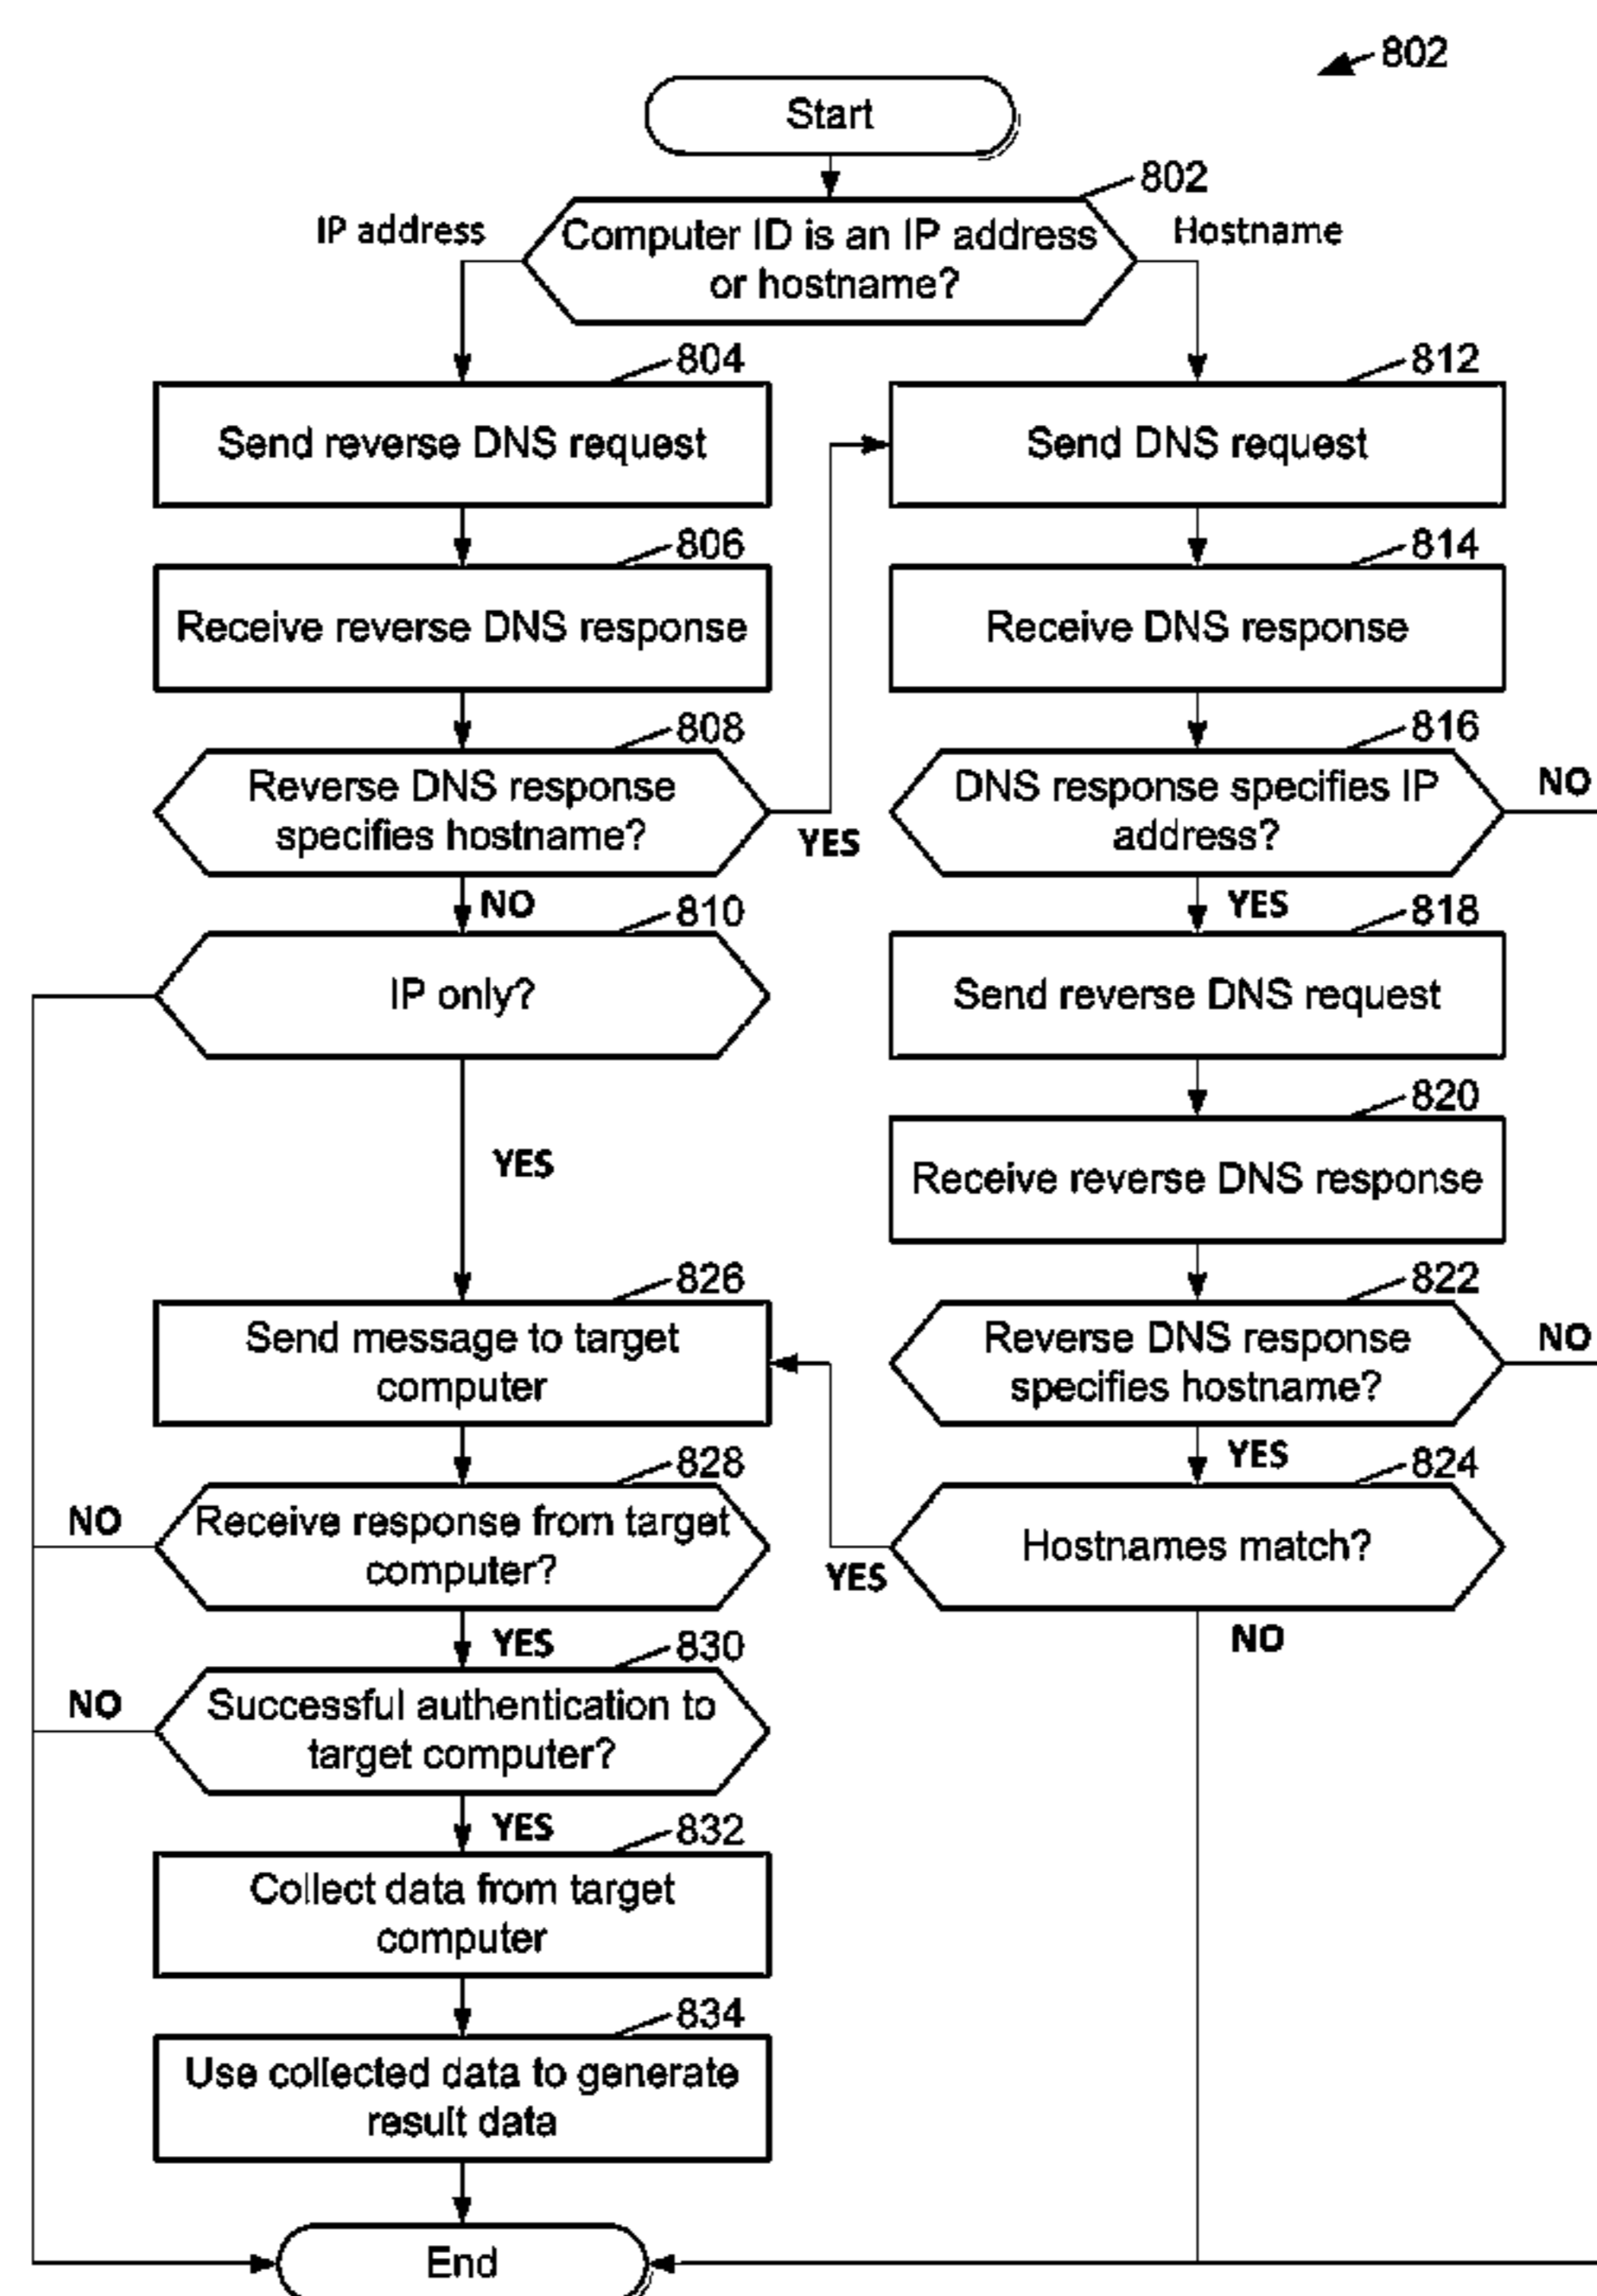 802
Start
802
IP address
Computer ID is an IP address
or hostname?
Hostname
804
Send reverse DNS request
812
Send DNS request
806
Receive reverse DNS response
814
Receive DNS response
808
Reverse DNS response
specifies hostname?
YES
816
DNS response specifies IP
address?
NO
NO
810
IP only?
YES
818
Send reverse DNS request
YES
820
Receive reverse DNS response
826
Send message to target
computer
822
Reverse DNS response
specifies hostname?
NO
828
Receive response from target
computer?
NO
YES
824
Hostnames match?
YES
NO
YES
830
Successful authentication to
target computer?
NO
YES
832
Collect data from target
computer
834
Use collected data to generate
result data
End